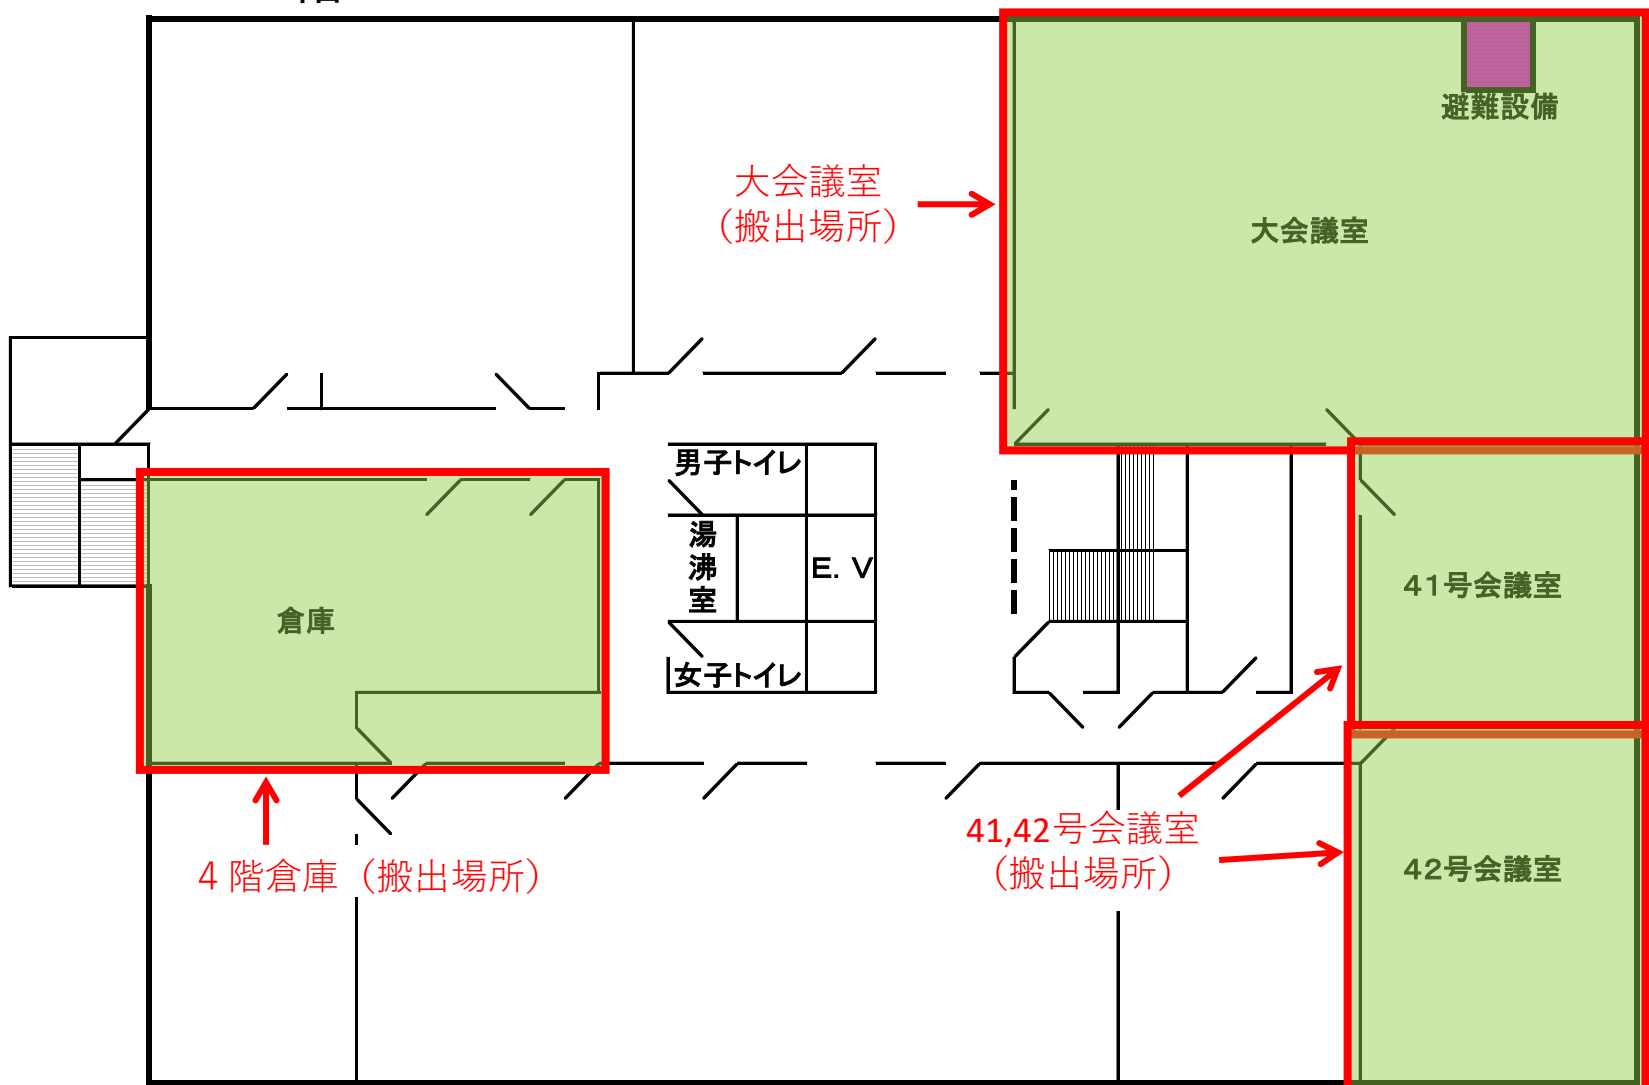 避難設備
大会議室
（搬出場所）
大会議室
男子トイレ
湯沸室
E. V
女子トイレ
倉庫
41号会議室
41,42号会議室
（搬出場所）
42号会議室
4階倉庫（搬出場所）